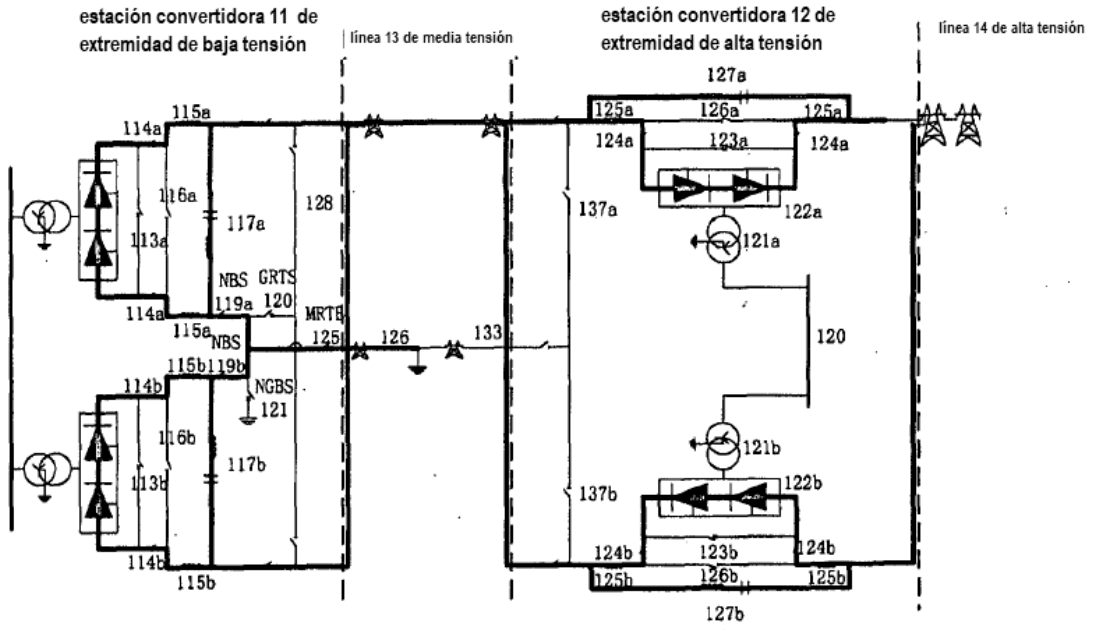 estación convertidora 11 de
extremidad de baja tensión
línea 13 de media tensión
estación convertidora 12 de
extremidad de alta tensión
línea 14 de alta tensión
127a
115a
125a
126a
125a
114a
124a
123a
124a
116a
128
122a
113a
117a
137a
121a
NBS
GRTS
114a
119a
120
115a
MRTB
NBS
125
126
133
120
115b
119b
114b
NGBS
121
116b
121b
117b
122b
113b
137b
114b
124b
123b
124b
115b
125b
126b
125b
127b